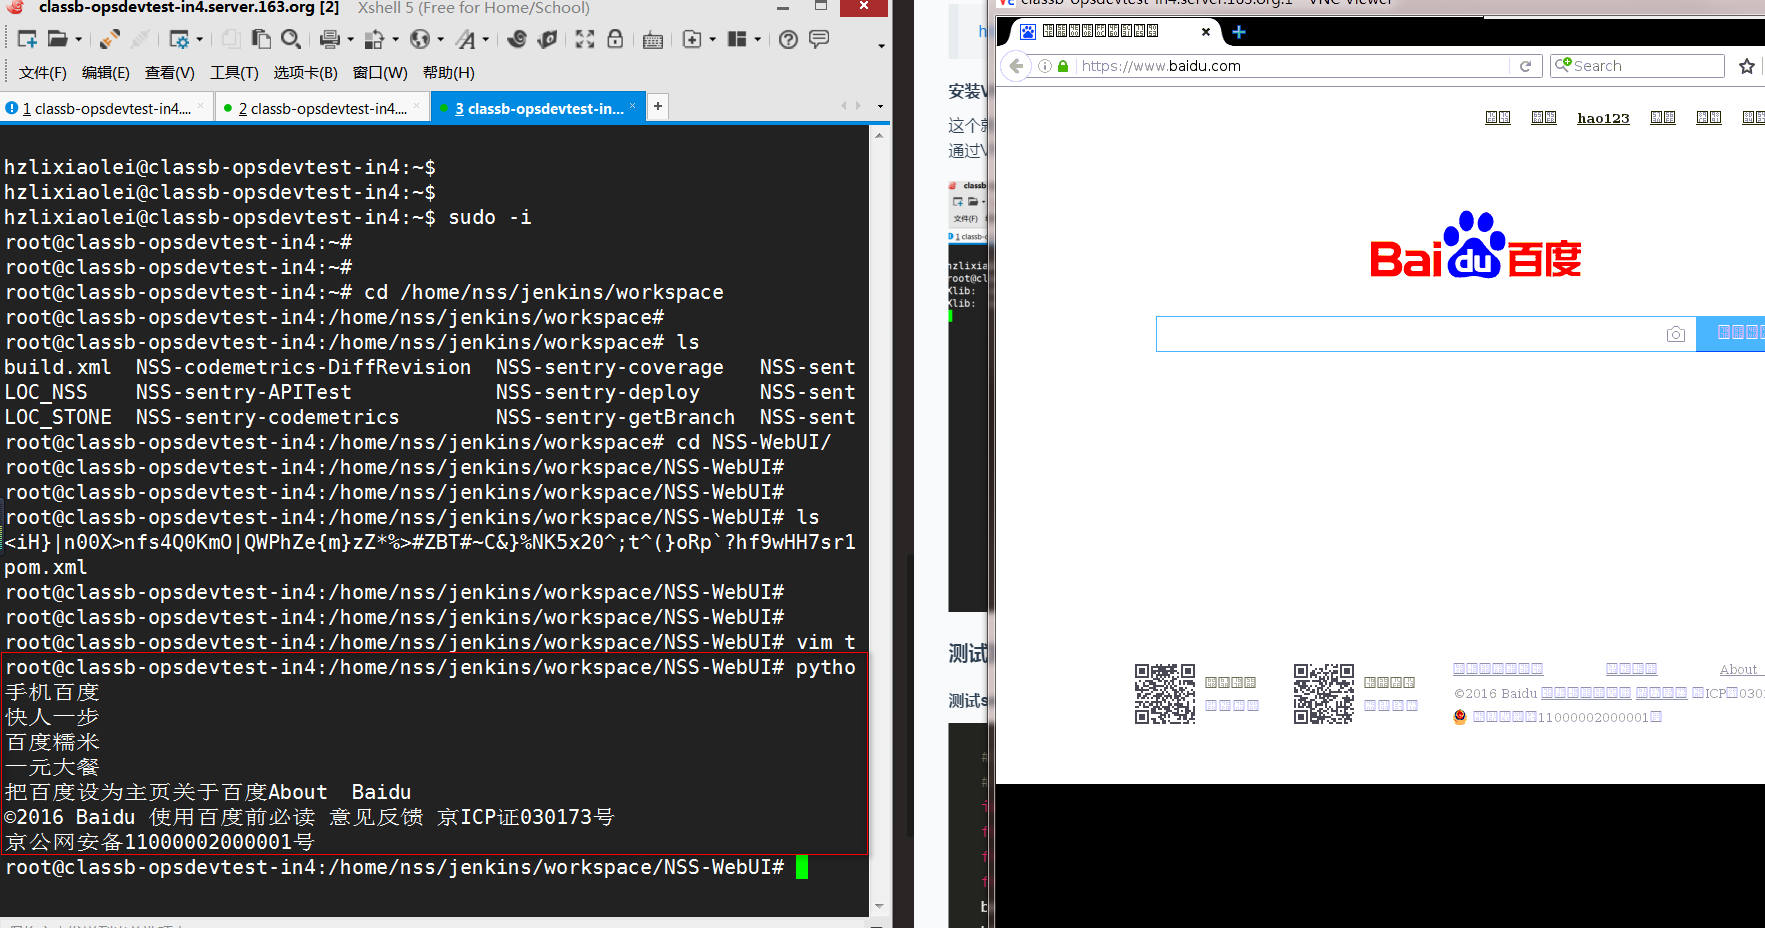 classb-opsdevtest-in4.server.163.org [2]    Xshell 5 (Free for Home/School)
文件(F)  编辑(E)  查看(V)  工具(T)  选项卡(B)  窗口(W)  帮助(H)
1 classb-opsdevtest-in4....  2 classb-opsdevtest-in4....  3 classb-opsdevtest-in...
hzlixiaolei@classb-opsdevtest-in4:~$
hzlixiaolei@classb-opsdevtest-in4:~$
hzlixiaolei@classb-opsdevtest-in4:~$ sudo -i
root@classb-opsdevtest-in4:~#
root@classb-opsdevtest-in4:~#
root@classb-opsdevtest-in4:~# cd /home/nss/jenkins/workspace
root@classb-opsdevtest-in4:/home/nss/jenkins/workspace#
root@classb-opsdevtest-in4:/home/nss/jenkins/workspace# ls
build.xml  NSS-codemetrics-DiffRevision  NSS-sentry-coverage   NSS-sent
LOC_NSS    NSS-sentry-APITest            NSS-sentry-deploy     NSS-sent
LOC_STONE  NSS-sentry-codemetrics        NSS-sentry-getBranch  NSS-sent
root@classb-opsdevtest-in4:/home/nss/jenkins/workspace# cd NSS-WebUI/
root@classb-opsdevtest-in4:/home/nss/jenkins/workspace/NSS-WebUI#
root@classb-opsdevtest-in4:/home/nss/jenkins/workspace/NSS-WebUI#
root@classb-opsdevtest-in4:/home/nss/jenkins/workspace/NSS-WebUI# ls
<iH}|n00X>nfs4Q0KmO|QWPhZe{m}zZ*%>#ZBT#~C&}%NK5x20^;t^(}oRp`?hf9wHH7sr1
pom.xml
root@classb-opsdevtest-in4:/home/nss/jenkins/workspace/NSS-WebUI#
root@classb-opsdevtest-in4:/home/nss/jenkins/workspace/NSS-WebUI#
root@classb-opsdevtest-in4:/home/nss/jenkins/workspace/NSS-WebUI# vim t
root@classb-opsdevtest-in4:/home/nss/jenkins/workspace/NSS-WebUI# pytho
手机百度
快人一步
百度糯米
一元大餐
把百度设为主页关于百度About  Baidu
©2016 Baidu 使用百度前必读 意见反馈 京ICP证030173号
京公网安备11000002000001号
root@classb-opsdevtest-in4:/home/nss/jenkins/workspace/NSS-WebUI#
安装V
这个就
通过V
classb
文件(F)
1 classb-
hzlixia
root@cl
Xlib:
Xlib:
测试
测试s
classb-opsdevtest-in4.server.163.org:1 - VNC Viewer
https://www.baidu.com
Search
hao123
Baidu百度
About
©2016 Baidu
ICP
11000002000001